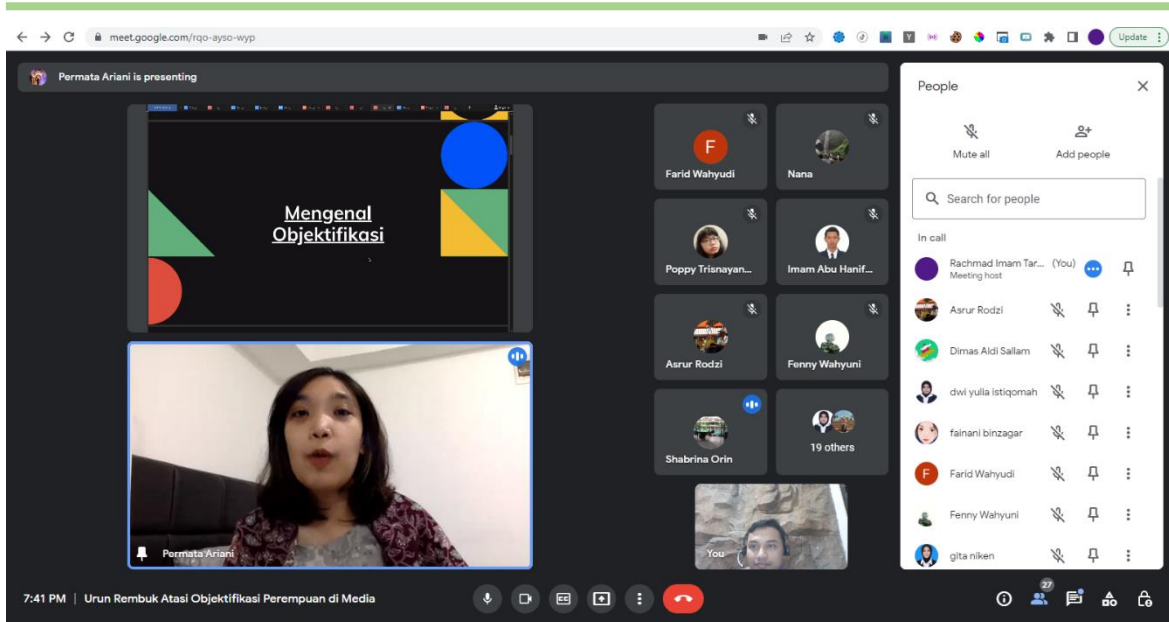 meet.google.com/rqo-ayso-wyp
Update
Permata Ariani is presenting
Mengenal
Objektifikasi
Permata Ariani
F
Farid Wahyudi
Nana
Poppy Trisnayan...
Imam Abu Hanif...
Asrur Rodzi
Fenny Wahyuni
Shabrina Orin
19 others
You
People
Mute all
Add people
Search for people
In call
Rachmad Imam Tar... (You)
Meeting host
Asrur Rodzi
Dimas Aldi Sallam
dwi yulia istiqomah
fainani binzagar
F Farid Wahyudi
Fenny Wahyuni
gita niken
7:41 PM | Urun Rembuk Atasi Objektifikasi Perempuan di Media
27